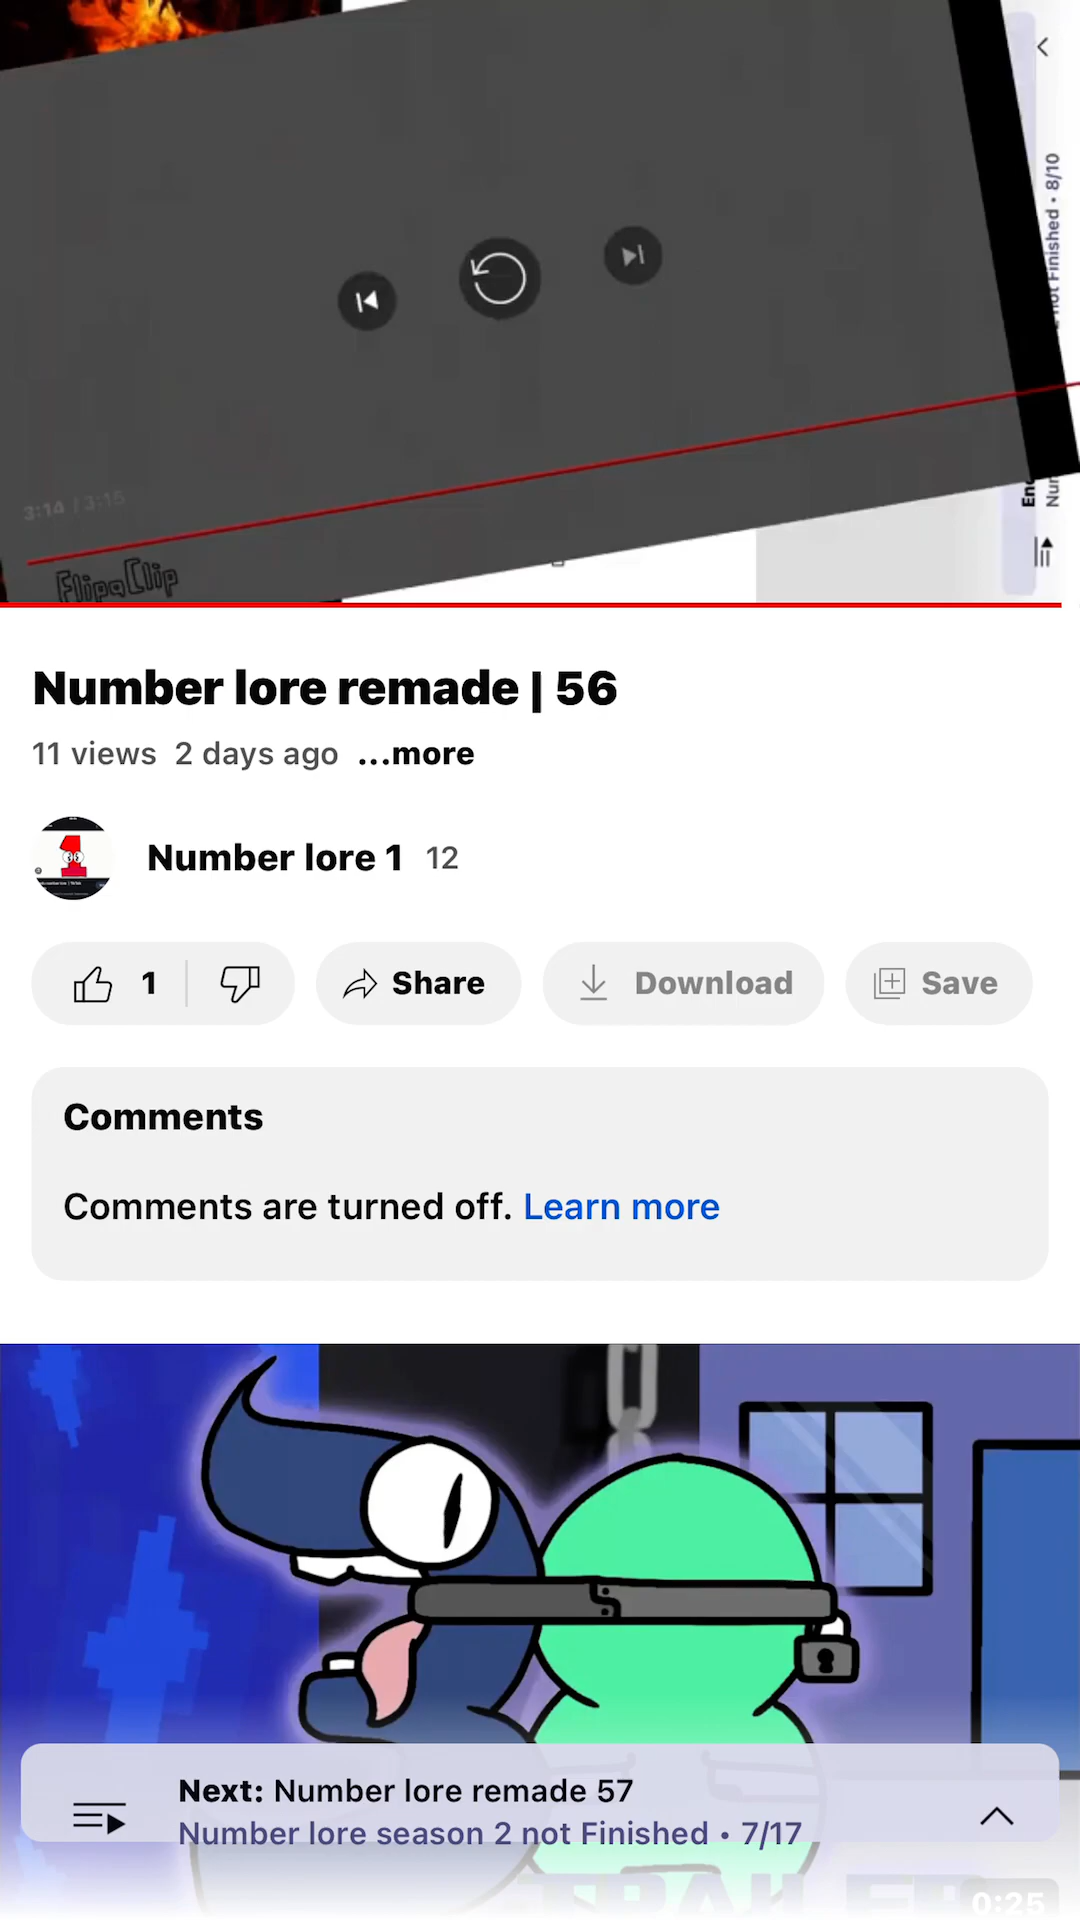 not Finished • 8/10
3:14 / 3:15
FlipaClip
Number lore remade | 56
11 views 2 days ago ...more
Number lore 1 12
1 Share Download Save
Comments
Comments are turned off. Learn more
Next: Number lore remade 57
Number lore season 2 not Finished • 7/17
TRAILER
0:25